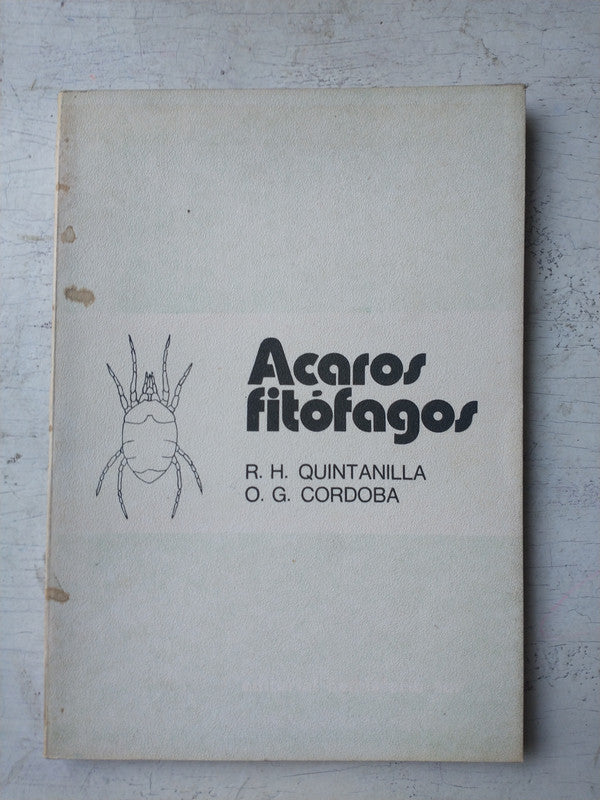 Acaros
fitófagos
R. H. QUINTANILLA
O. G. CORDOBA